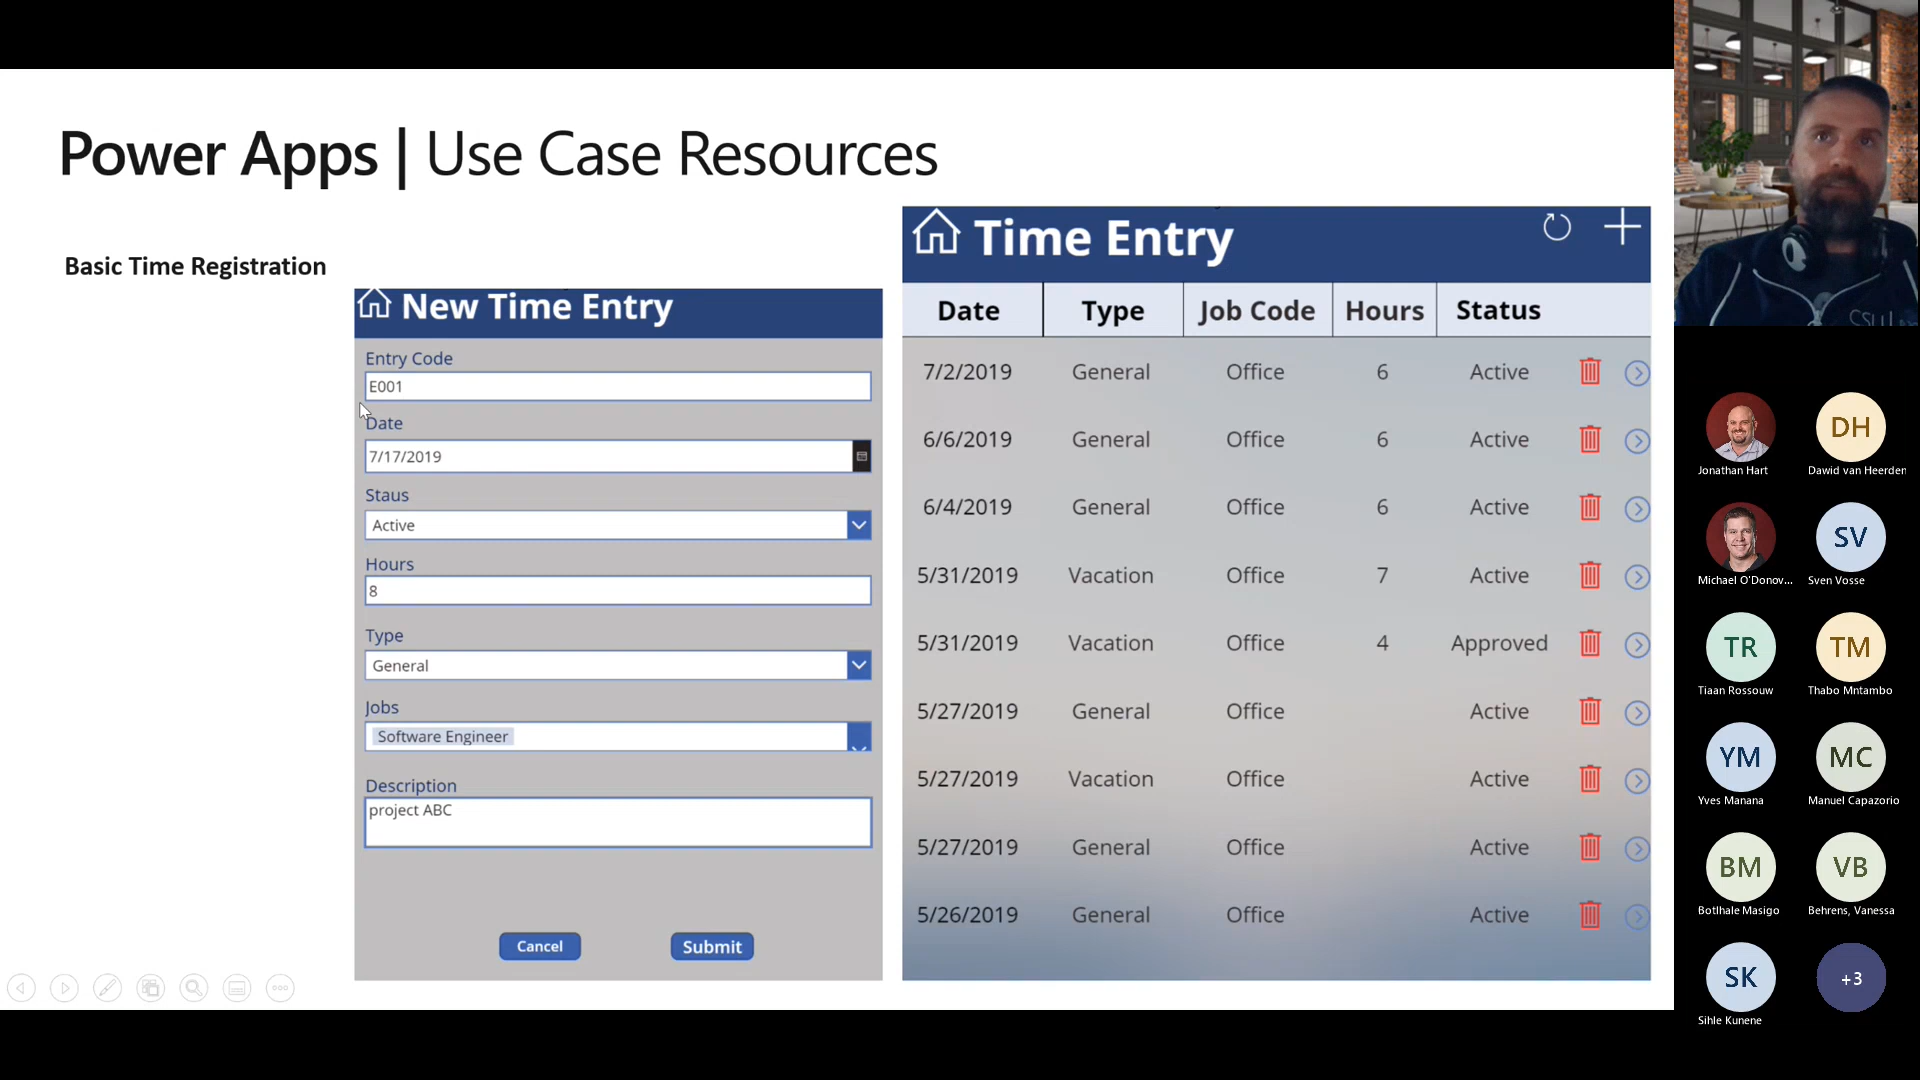 Power Apps | Use Case Resources
Basic Time Registration
New Time Entry
Entry Code
E001
Date
7/17/2019
Staus
Active
Hours
8
Type
General
Jobs
Software Engineer
Description
project ABC
Cancel
Submit
Time Entry
Date Type Job Code Hours Status
7/2/2019 General Office 6 Active
6/6/2019 General Office 6 Active
6/4/2019 General Office 6 Active
5/31/2019 Vacation Office 7 Active
5/31/2019 Vacation Office 4 Approved
5/27/2019 General Office Active
5/27/2019 Vacation Office Active
5/27/2019 General Office Active
5/26/2019 General Office Active
DH
Jonathan Hart
Dawid van Heerden
SV
Michael O'Donov...
Sven Vosse
TR
TM
Tiaan Rossouw
Thabo Mntambo
YM
MC
Yves Manana
Manuel Capazorio
BM
VB
Botlhale Masigo
Behrens, Vanessa
SK
+3
Sihle Kunene